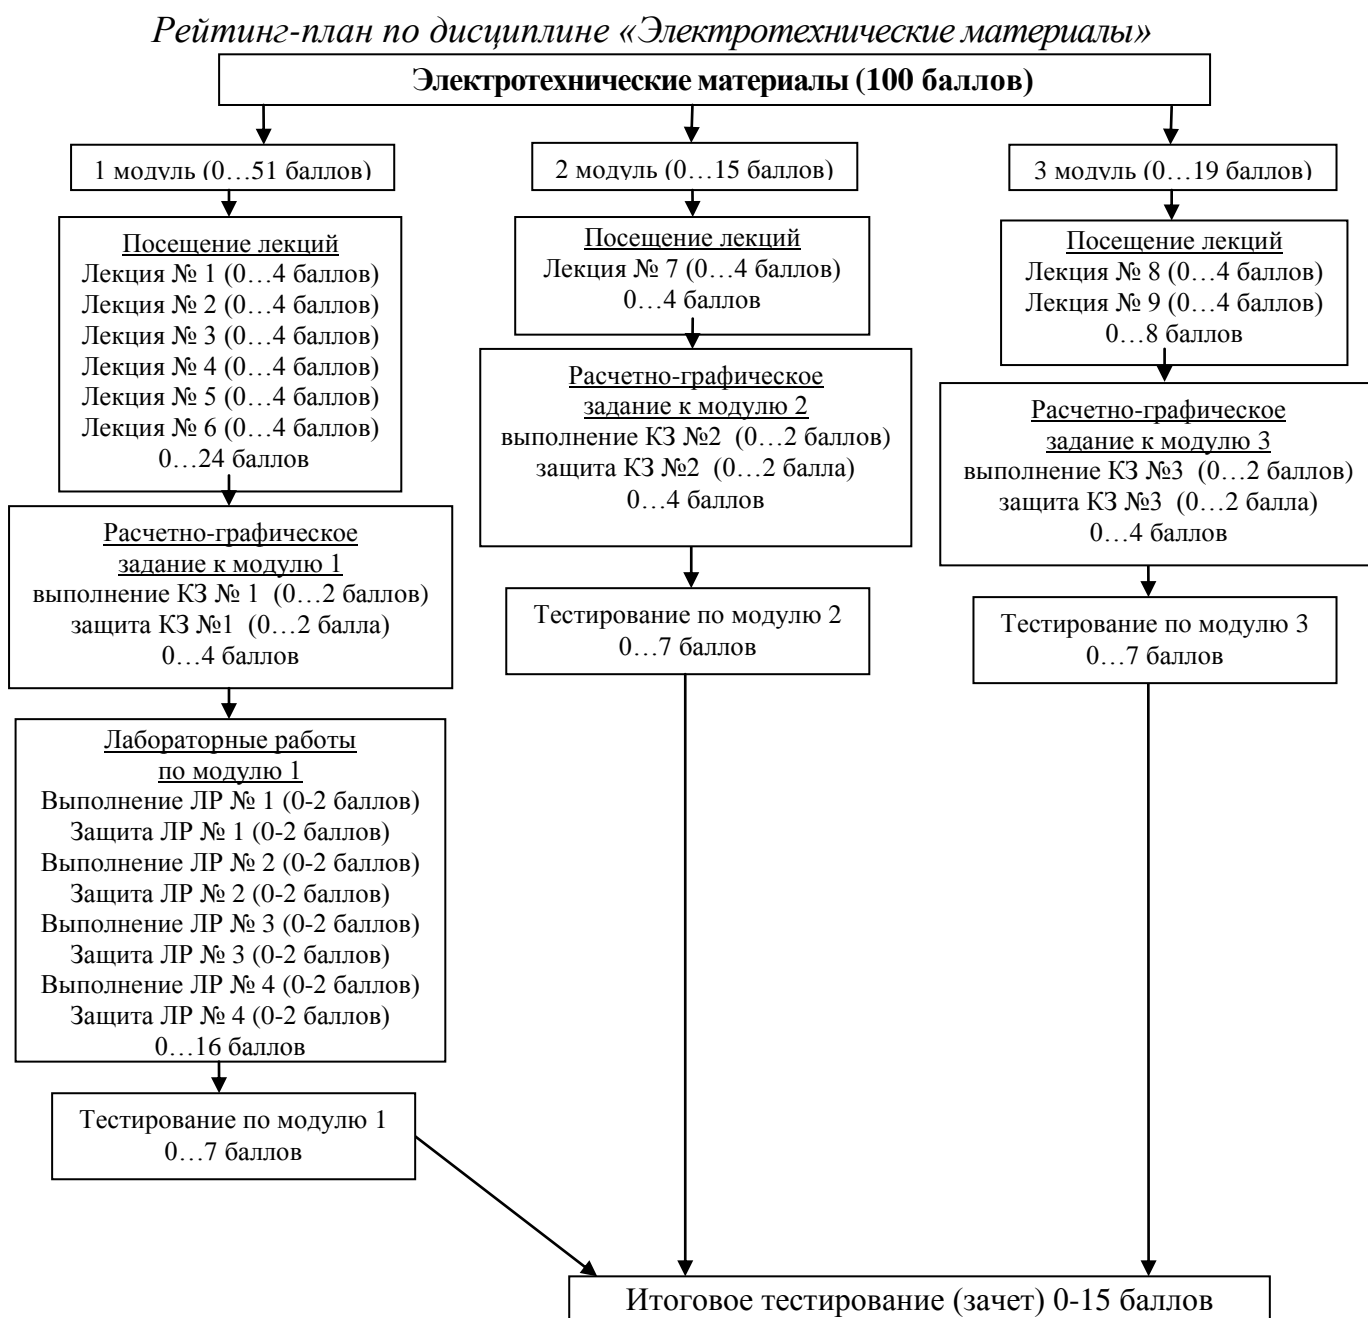 Рейтинг-план по дисциплине «Электротехнические материалы»
Электротехнические материалы (100 баллов)
1 модуль (0…51 баллов)
Посещение лекций
Лекция № 1 (0…4 баллов)
Лекция № 2 (0…4 баллов)
Лекция № 3 (0…4 баллов)
Лекция № 4 (0…4 баллов)
Лекция № 5 (0…4 баллов)
Лекция № 6 (0…4 баллов)
0…24 баллов
Расчетно-графическое
задание к модулю 1
выполнение КЗ № 1 (0…2 баллов)
защита КЗ №1 (0…2 балла)
0…4 баллов
Лабораторные работы
по модулю 1
Выполнение ЛР № 1 (0-2 баллов)
Защита ЛР № 1 (0-2 баллов)
Выполнение ЛР № 2 (0-2 баллов)
Защита ЛР № 2 (0-2 баллов)
Выполнение ЛР № 3 (0-2 баллов)
Защита ЛР № 3 (0-2 баллов)
Выполнение ЛР № 4 (0-2 баллов)
Защита ЛР № 4 (0-2 баллов)
0…16 баллов
Тестирование по модулю 1
0…7 баллов
2 модуль (0…15 баллов)
Посещение лекций
Лекция № 7 (0…4 баллов)
0…4 баллов
Расчетно-графическое
задание к модулю 2
выполнение КЗ №2 (0…2 баллов)
защита КЗ №2 (0…2 балла)
0…4 баллов
Тестирование по модулю 2
0…7 баллов
3 модуль (0…19 баллов)
Посещение лекций
Лекция № 8 (0…4 баллов)
Лекция № 9 (0…4 баллов)
0…8 баллов
Расчетно-графическое
задание к модулю 3
выполнение КЗ №3 (0…2 баллов)
защита КЗ №3 (0…2 балла)
0…4 баллов
Тестирование по модулю 3
0…7 баллов
Итоговое тестирование (зачет) 0-15 баллов